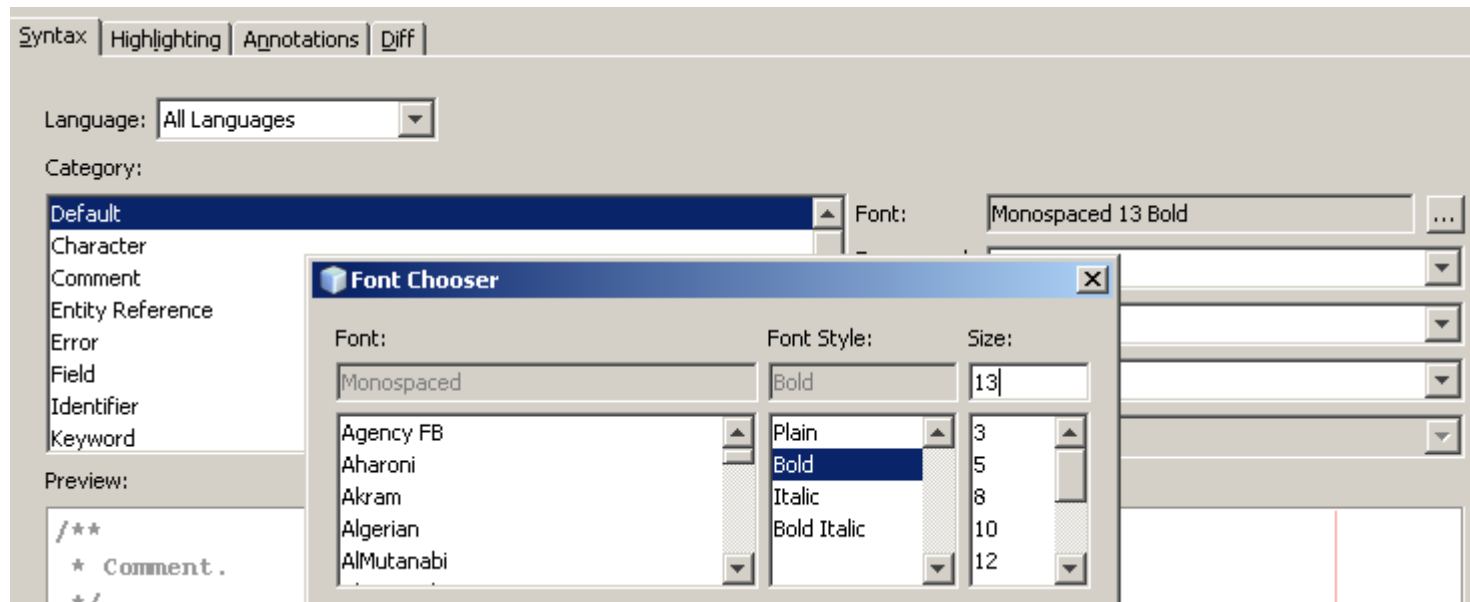 Syntax Highlighting Annotations Diff
Language: All Languages
Category:
Default
Character
Comment
Entity Reference
Error
Field
Identifier
Keyword
Font: Monospaced 13 Bold ...
Font Chooser
Font: Font Style: Size:
Monospaced Bold 13
Agency FB
Aharoni
Akram
Algerian
AlMutanabi
Plain
Bold
Italic
Bold Italic
3
5
8
10
12
Preview:
/**
* Comment.
*/